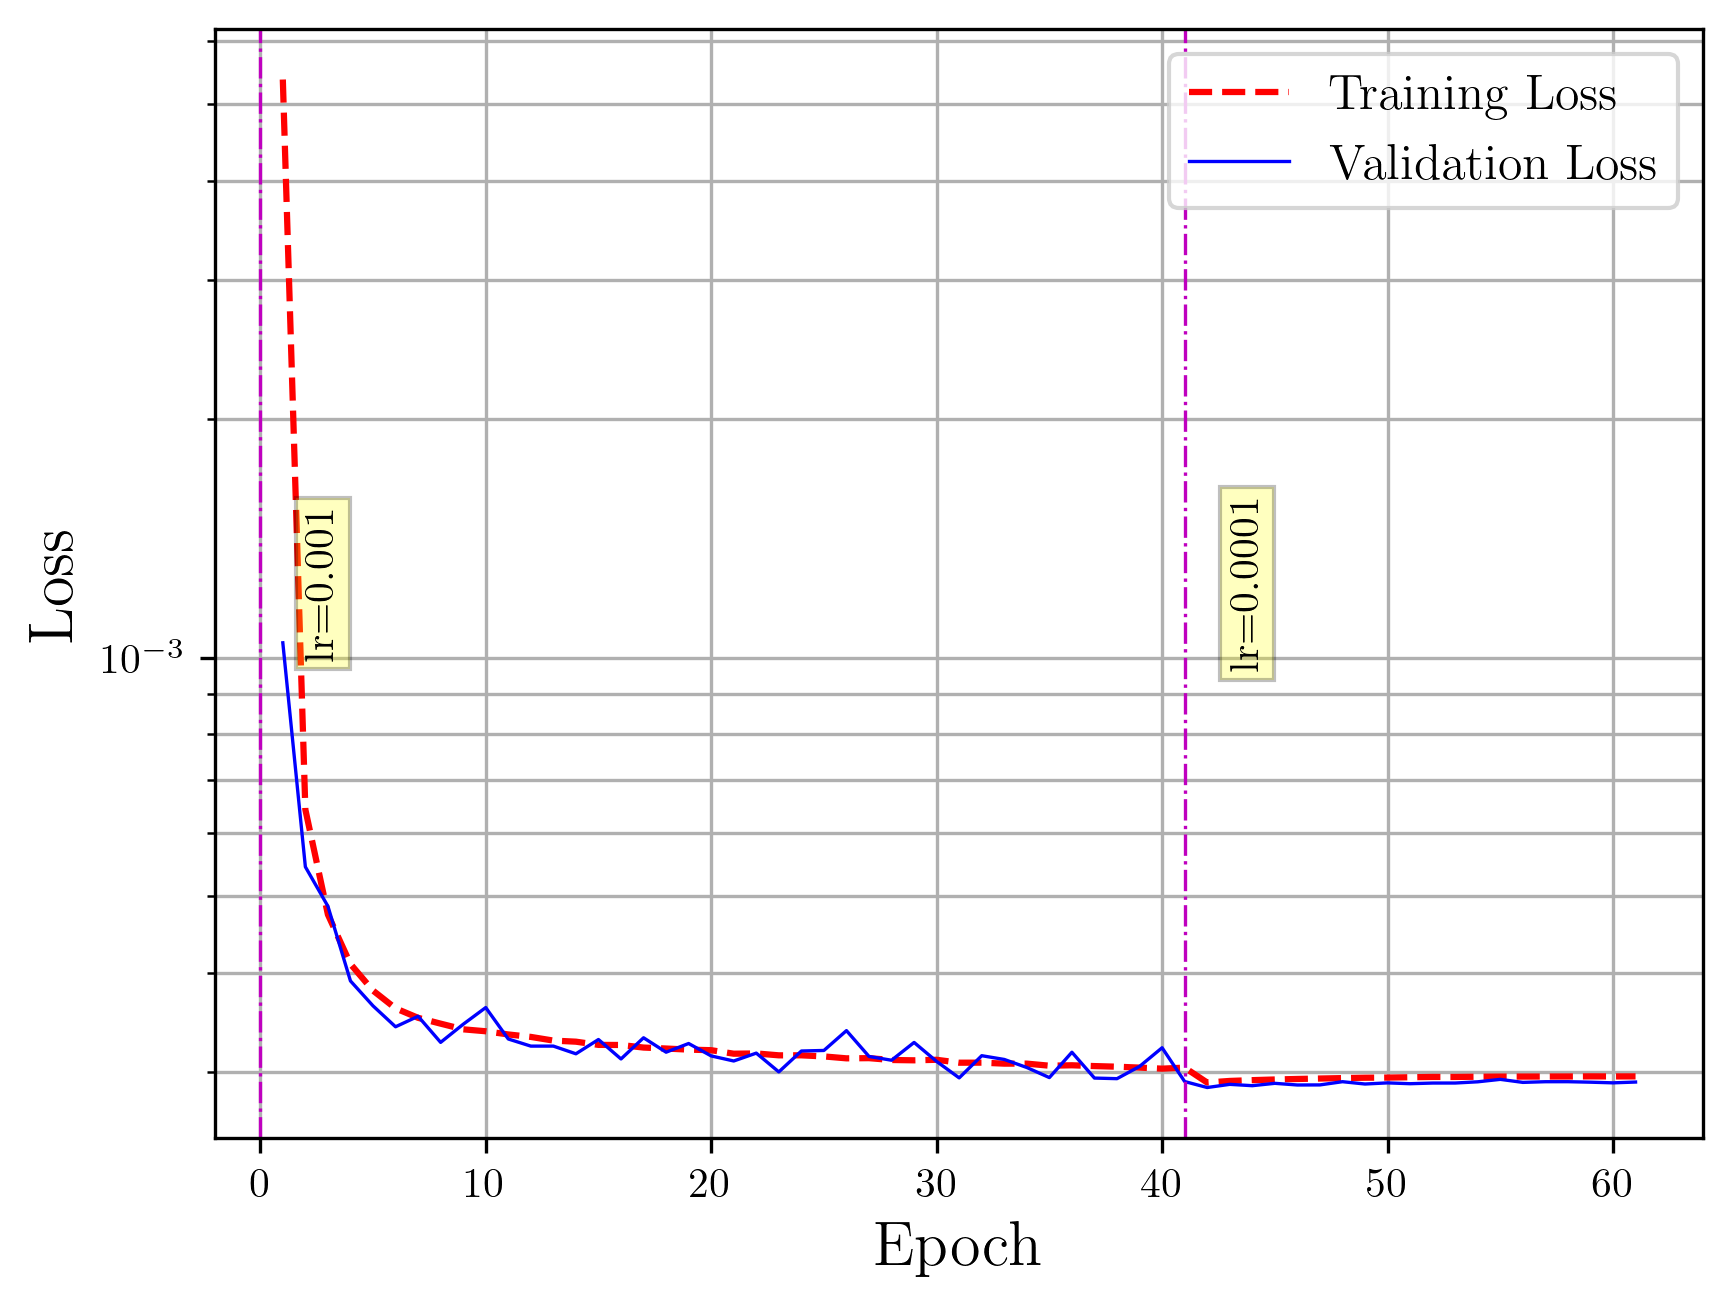 Training Loss
Validation Loss
lr=0.001
lr=0.0001
Loss
10⁻³
0 10 20 30 40 50 60
Epoch